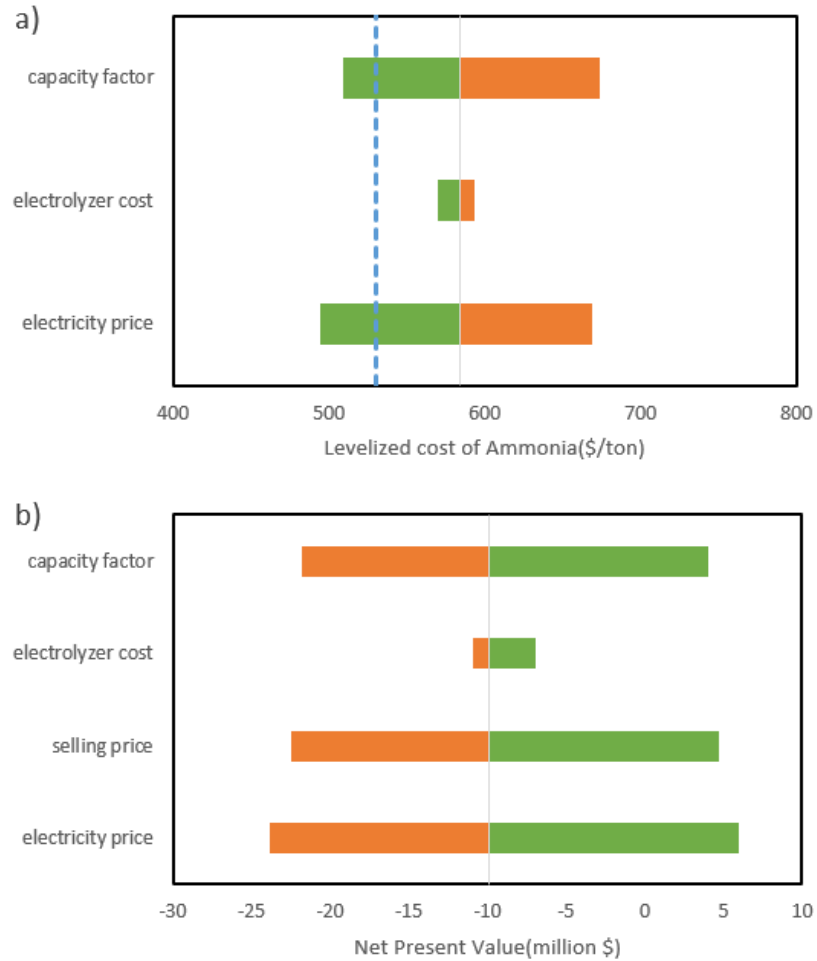 a)
capacity factor
electrolyzer cost
electricity price
400 500 600 700 800
Levelized cost of Ammonia($/ton)
b)
capacity factor
electrolyzer cost
selling price
electricity price
-30 -25 -20 -15 -10 -5 0 5 10
Net Present Value(million $)